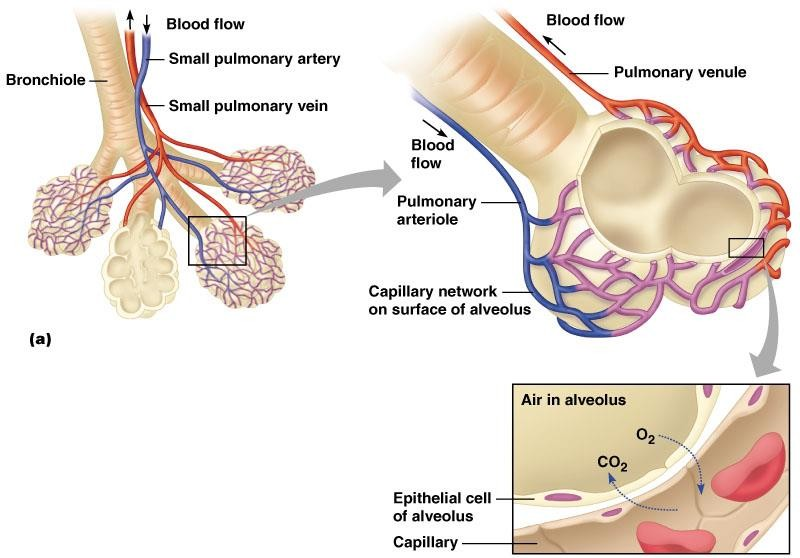 Blood flow
Small pulmonary artery
Bronchiole
Small pulmonary vein
(a)
Blood flow
Pulmonary venule
Blood
flow
Pulmonary
arteriole
Capillary network
on surface of alveolus
Air in alveolus
O2
CO2
Epithelial cell
of alveolus
Capillary